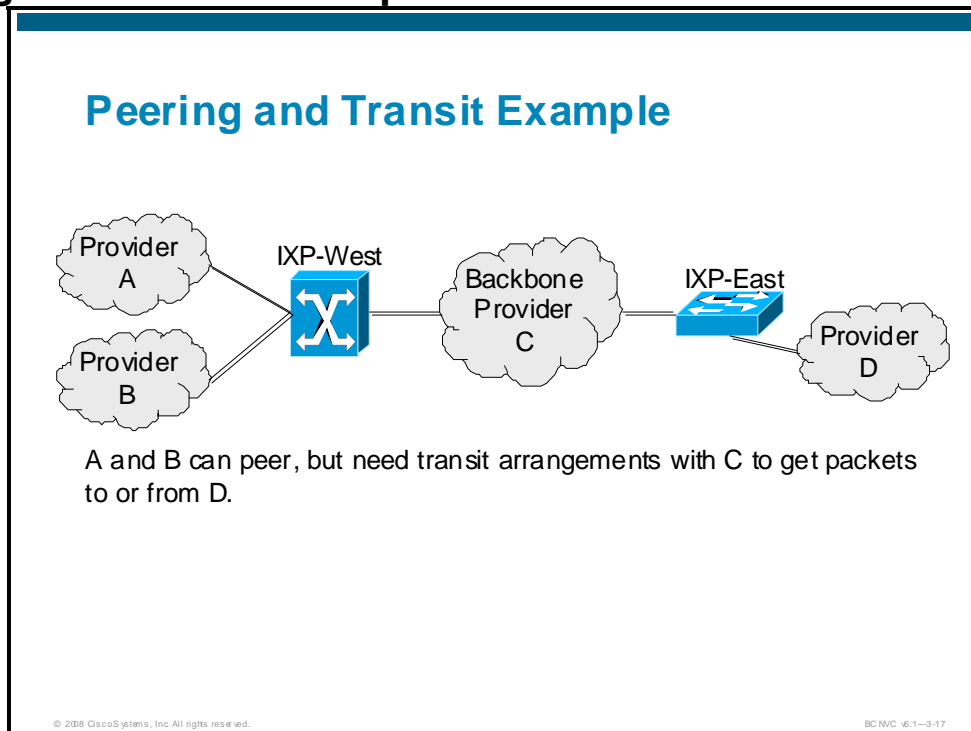 Peering and Transit Example
Provider
A
IXP-West
Backbone
Provider
C
IXP-East
Provider
D
Provider
B
A and B can peer, but need transit arrangements with C to get packets
to or from D.
© 2008 Cisco Systems, Inc. All rights reserved.
BCNVC v6.1—3-17